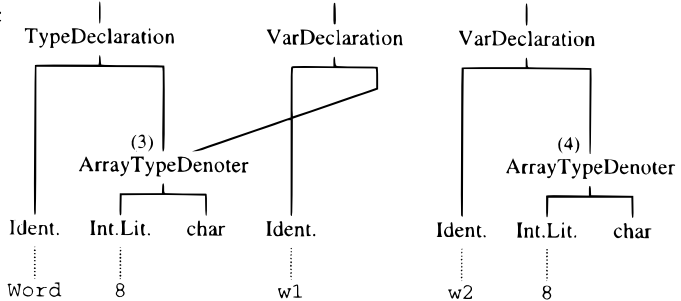 TypeDeclaration VarDeclaration VarDeclaration
(3) (4)
ArrayTypeDenoter ArrayTypeDenoter
Ident. Int.Lit. char Ident. Ident. Int.Lit. char
Word 8 w1 w2 8